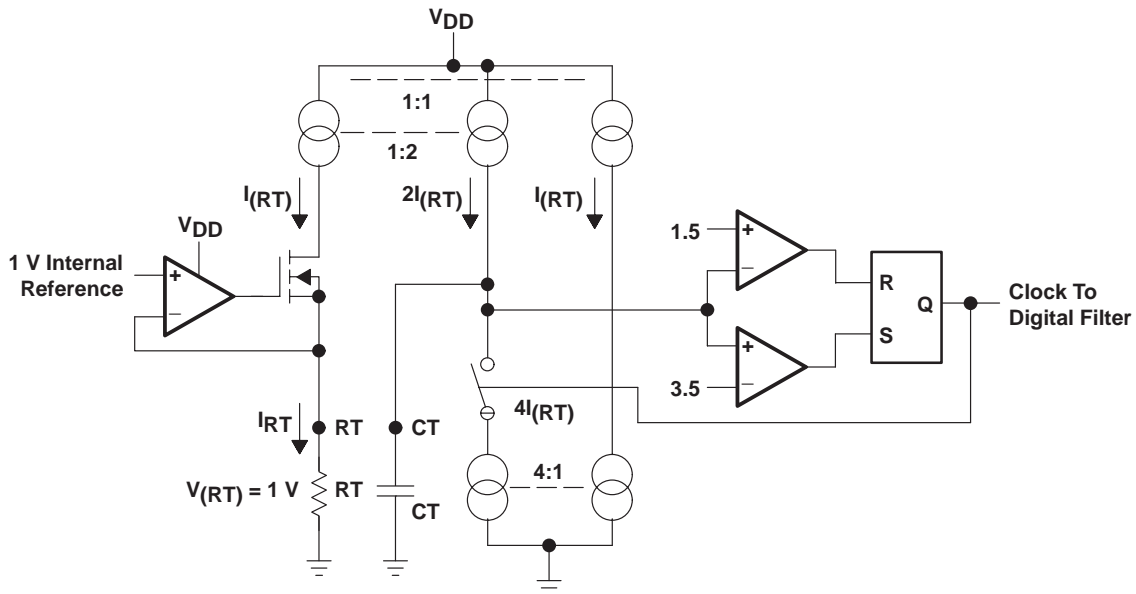 VDD
1:1
1:2
I(RT)
2I(RT)
I(RT)
VDD
1 V Internal
Reference
+
–
1.5
+
–
R
Q
S
Clock To
Digital Filter
+
–
3.5
4I(RT)
IRT
RT
CT
4:1
V(RT) = 1 V
RT
CT